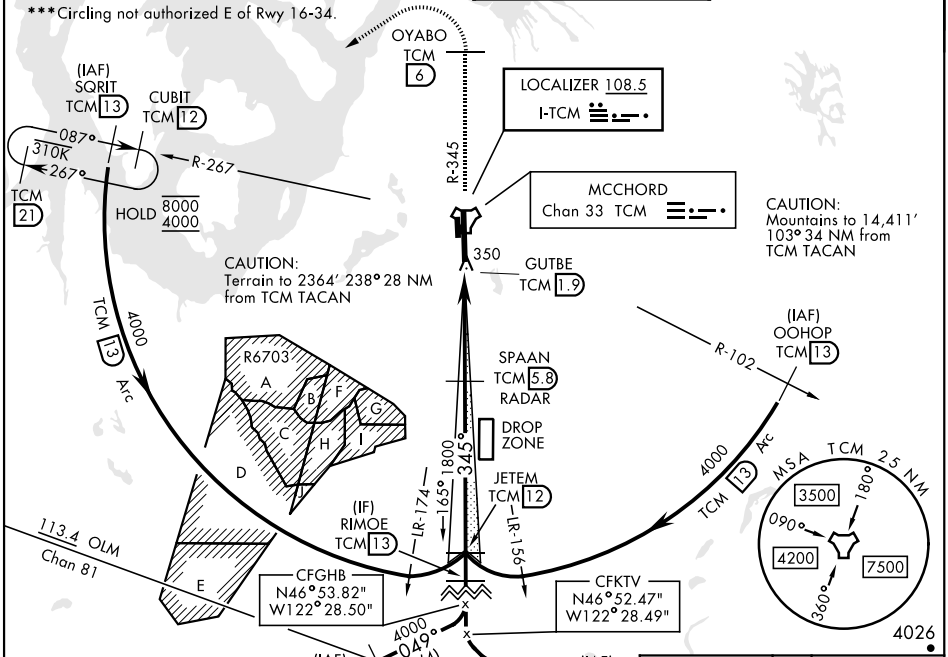 ***Circling not authorized E of Rwy 16-34.
OYABO
TCM
6
(IAF)
SQRIT
TCM 13
CUBIT
TCM 12
LOCALIZER 108.5
I-TCM
087°
310K
267°
R-267
R-345
TCM
21
HOLD
8000
4000
MCCHORD
Chan 33 TCM
CAUTION:
Mountains to 14,411'
103° 34 NM from
TCM TACAN
350
GUTBE
TCM 1.9
CAUTION:
Terrain to 2364' 238° 28 NM
from TCM TACAN
4000
TCM 13 Arc
(IAF)
OOHOP
TCM 13
R-102
R6703
A
B
F
G
C
H
I
J
D
E
SPAAN
TCM 5.8
RADAR
DROP
ZONE
165° 1800
345°
JETEM
TCM 12
4000
TCM 13 Arc
LR-174
LR-156
(IF)
RIMOE
TCM 13
MSA TCM 25 NM
3500
180°
090°
4200
7500
360°
113.4 OLM
Chan 81
CFGHB
N46° 53.82"
W122° 28.50"
CFKTV
N46° 52.47"
W122° 28.49"
x
x
4000
049°
4026
(IAF)